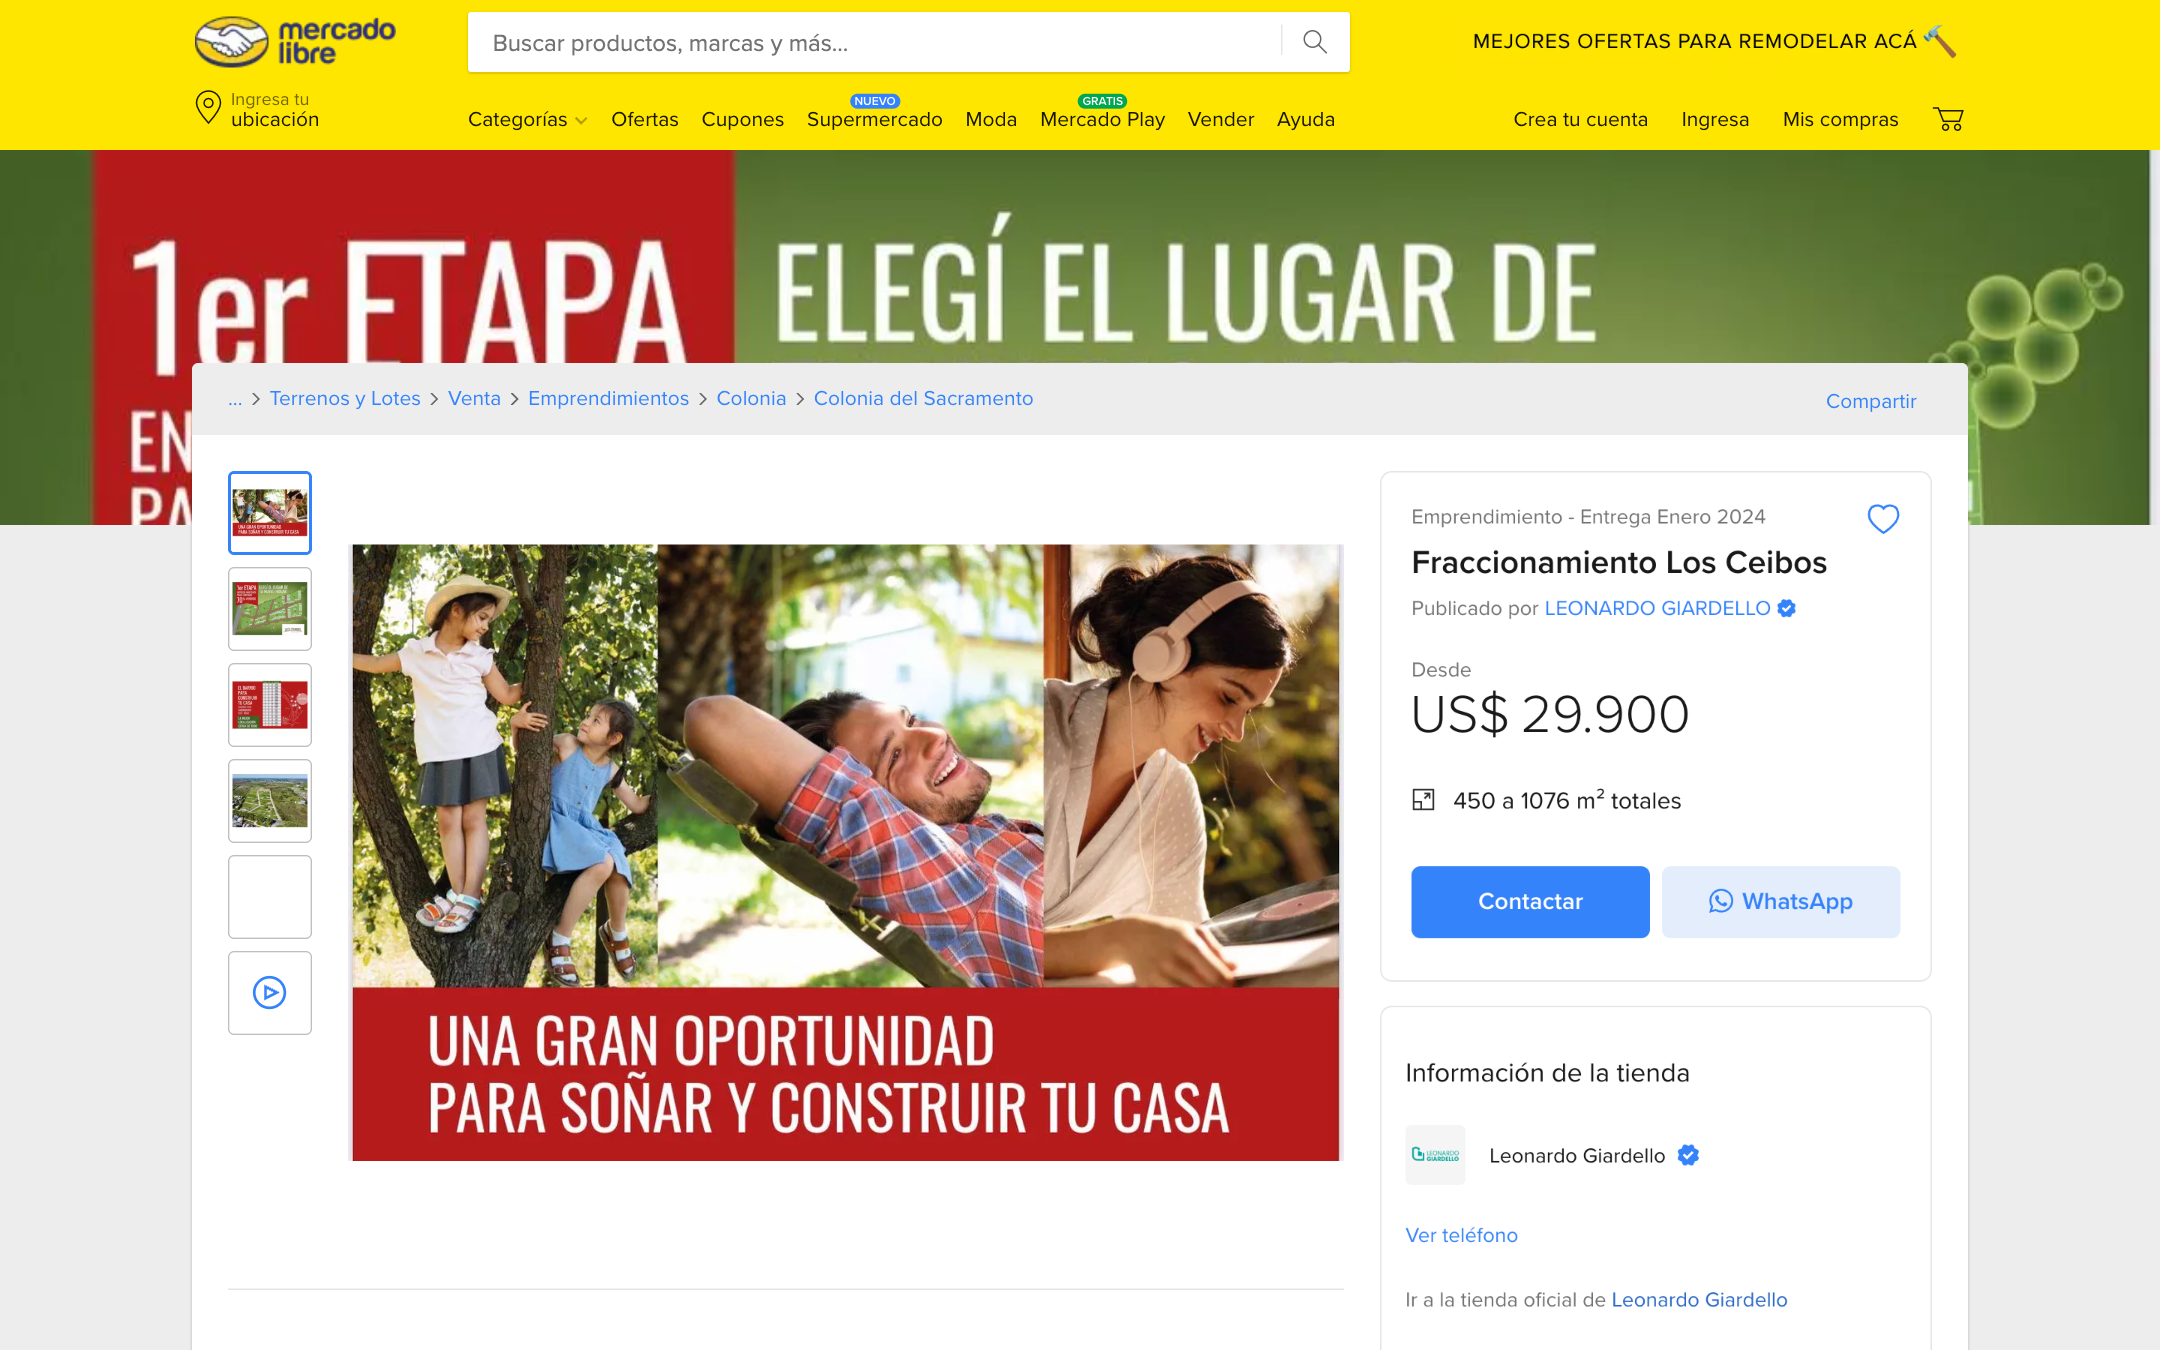 mercado
libre
Buscar productos, marcas y más...
MEJORES OFERTAS PARA REMODELAR ACÁ
Ingresa tu
ubicación
Categorías
Ofertas
Cupones
NUEVO
Supermercado
Moda
GRATIS
Mercado Play
Vender
Ayuda
Crea tu cuenta
Ingresa
Mis compras
1er ETAPA
ELEGÍ EL LUGAR DE
EN
PA
... > Terrenos y Lotes > Venta > Emprendimientos > Colonia > Colonia del Sacramento
Compartir
UNA GRAN OPORTUNIDAD
PARA SOÑAR Y CONSTRUIR TU CASA
Emprendimiento - Entrega Enero 2024
Fraccionamiento Los Ceibos
Publicado por LEONARDO GIARDELLO
Desde
US$ 29.900
450 a 1076 m² totales
Contactar
WhatsApp
Información de la tienda
LEONARDO
GIARDELLO
Leonardo Giardello
Ver teléfono
Ir a la tienda oficial de Leonardo Giardello